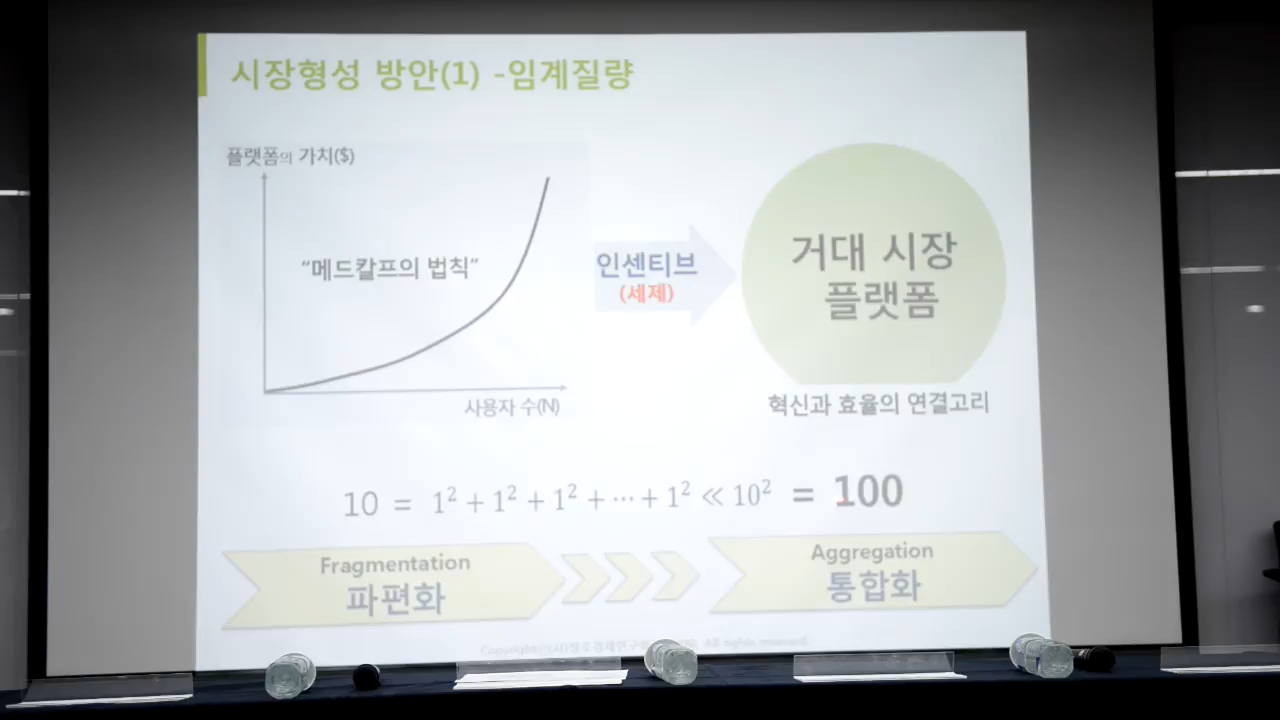 시장형성 방안(1) -임계질량
플랫폼의 가치($)
“메드칼프의 법칙”
사용자 수(N)
인센티브
(세제)
거대 시장
플랫폼
혁신과 효율의 연결고리
10 = 1² + 1² + 1² + ⋯ + 1² ≪ 10² = 100
Fragmentation
파편화
Aggregation
통합화
All rights reserved.